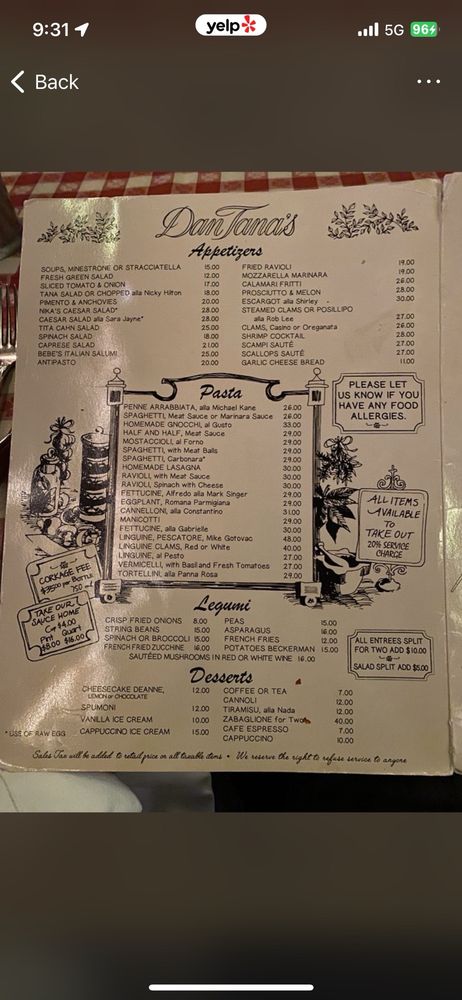 9:31
yelp
5G
96
Back
Dan Tana's
Appetizers
SOUPS, MINESTRONE OR STRACCIATELLA 15.00
FRESH GREEN SALAD 12.00
SLICED TOMATO & ONION 17.00
TANA SALAD OR CHOPPED alla Nicky Hilton 18.00
PIMENTO & ANCHOVIES 20.00
NIKA'S CAESAR SALAD* 28.00
CAESAR SALAD alla Sara Jayne* 28.00
TITA CAHN SALAD 25.00
SPINACH SALAD 18.00
CAPRESE SALAD 21.00
BEBE'S ITALIAN SALUMI 25.00
ANTIPASTO 20.00
FRIED RAVIOLI 19.00
MOZZARELLA MARINARA 19.00
CALAMARI FRITTI 26.00
PROSCIUTTO & MELON 28.00
ESCARGOT alla Shirley 30.00
STEAMED CLAMS OR POSILLIPO
alla Rob Lee 27.00
CLAMS, Casino or Oreganata 26.00
SHRIMP COCKTAIL 28.00
SCAMPI SAUTÉ 27.00
SCALLOPS SAUTÉ 27.00
GARLIC CHEESE BREAD 11.00
Pasta
PENNE ARRABBIATA, alla Michael Kane 26.00
SPAGHETTI, Meat Sauce or Marinara Sauce 26.00
HOMEMADE GNOCCHI, al Gusto 33.00
HALF AND HALF, Meat Sauce 29.00
MOSTACCIOLI, al Forno 29.00
SPAGHETTI, with Meat Balls 29.00
SPAGHETTI, Carbonara* 29.00
HOMEMADE LASAGNA 30.00
RAVIOLI, with Meat Sauce 30.00
RAVIOLI, Spinach with Cheese 30.00
FETTUCINE, Alfredo alla Mark Singer 29.00
EGGPLANT, Romana Parmigiana 29.00
CANNELLONI, alla Constantino 31.00
MANICOTTI 29.00
FETTUCINE, alla Gabrielle 30.00
LINGUINE, PESCATORE, Mike Gotovac 48.00
LINGUINE CLAMS, Red or White 40.00
LINGUINE, al Pesto 27.00
VERMICELLI, with Basil and Fresh Tomatoes 27.00
TORTELLINI, alla Panna Rosa 29.00
PLEASE LET
US KNOW IF YOU
HAVE ANY FOOD
ALLERGIES.
ALL ITEMS
AVAILABLE
TO
TAKE OUT
20% SERVICE
CHARGE
CORKAGE FEE
$35.00 per Bottle
750 ml
TAKE OUR
SAUCE HOME
Cup $4.00
Pint Quart
$8.00 $16.00
Legumi
CRISP FRIED ONIONS 8.00
STRING BEANS 15.00
SPINACH OR BROCCOLI 15.00
FRENCH FRIED ZUCCHINE 16.00
PEAS 15.00
ASPARAGUS 16.00
FRENCH FRIES 12.00
POTATOES BECKERMAN 15.00
SAUTÉED MUSHROOMS IN RED OR WHITE WINE 16.00
ALL ENTREES SPLIT
FOR TWO ADD $10.00
SALAD SPLIT ADD $5.00
Desserts
CHEESECAKE DEANNE, 12.00
LEMON or CHOCOLATE
SPUMONI 12.00
VANILLA ICE CREAM 10.00
CAPPUCINO ICE CREAM 15.00
COFFEE OR TEA 7.00
CANNOLI 12.00
TIRAMISU, alla Nada 12.00
ZABAGLIONE for Two* 40.00
CAFE ESPRESSO 7.00
CAPPUCCINO 10.00
* USE OF RAW EGG
Sales Tax will be added to retail price on all taxable items • We reserve the right to refuse service to anyone